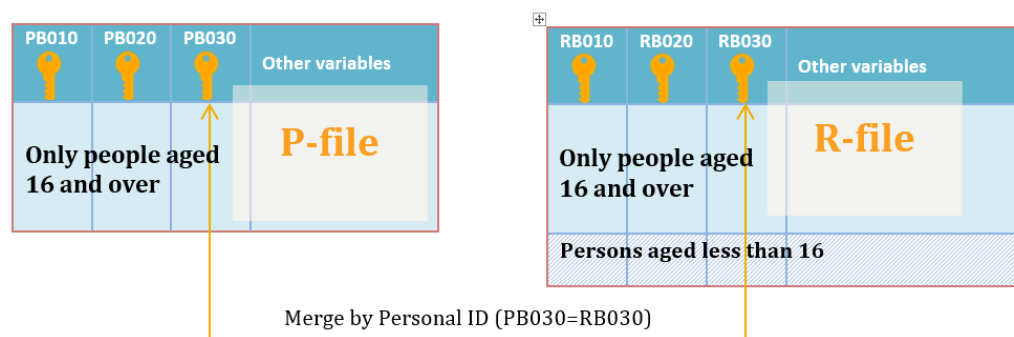 PB010 PB020 PB030
Other variables
P-file
Only people aged
16 and over
RB010 RB020 RB030
Other variables
R-file
Only people aged
16 and over
Persons aged less than 16
Merge by Personal ID (PB030=RB030)